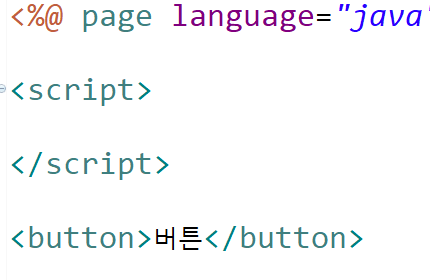 <%@ page language="java"
<script>
</script>
<button>버튼</button>